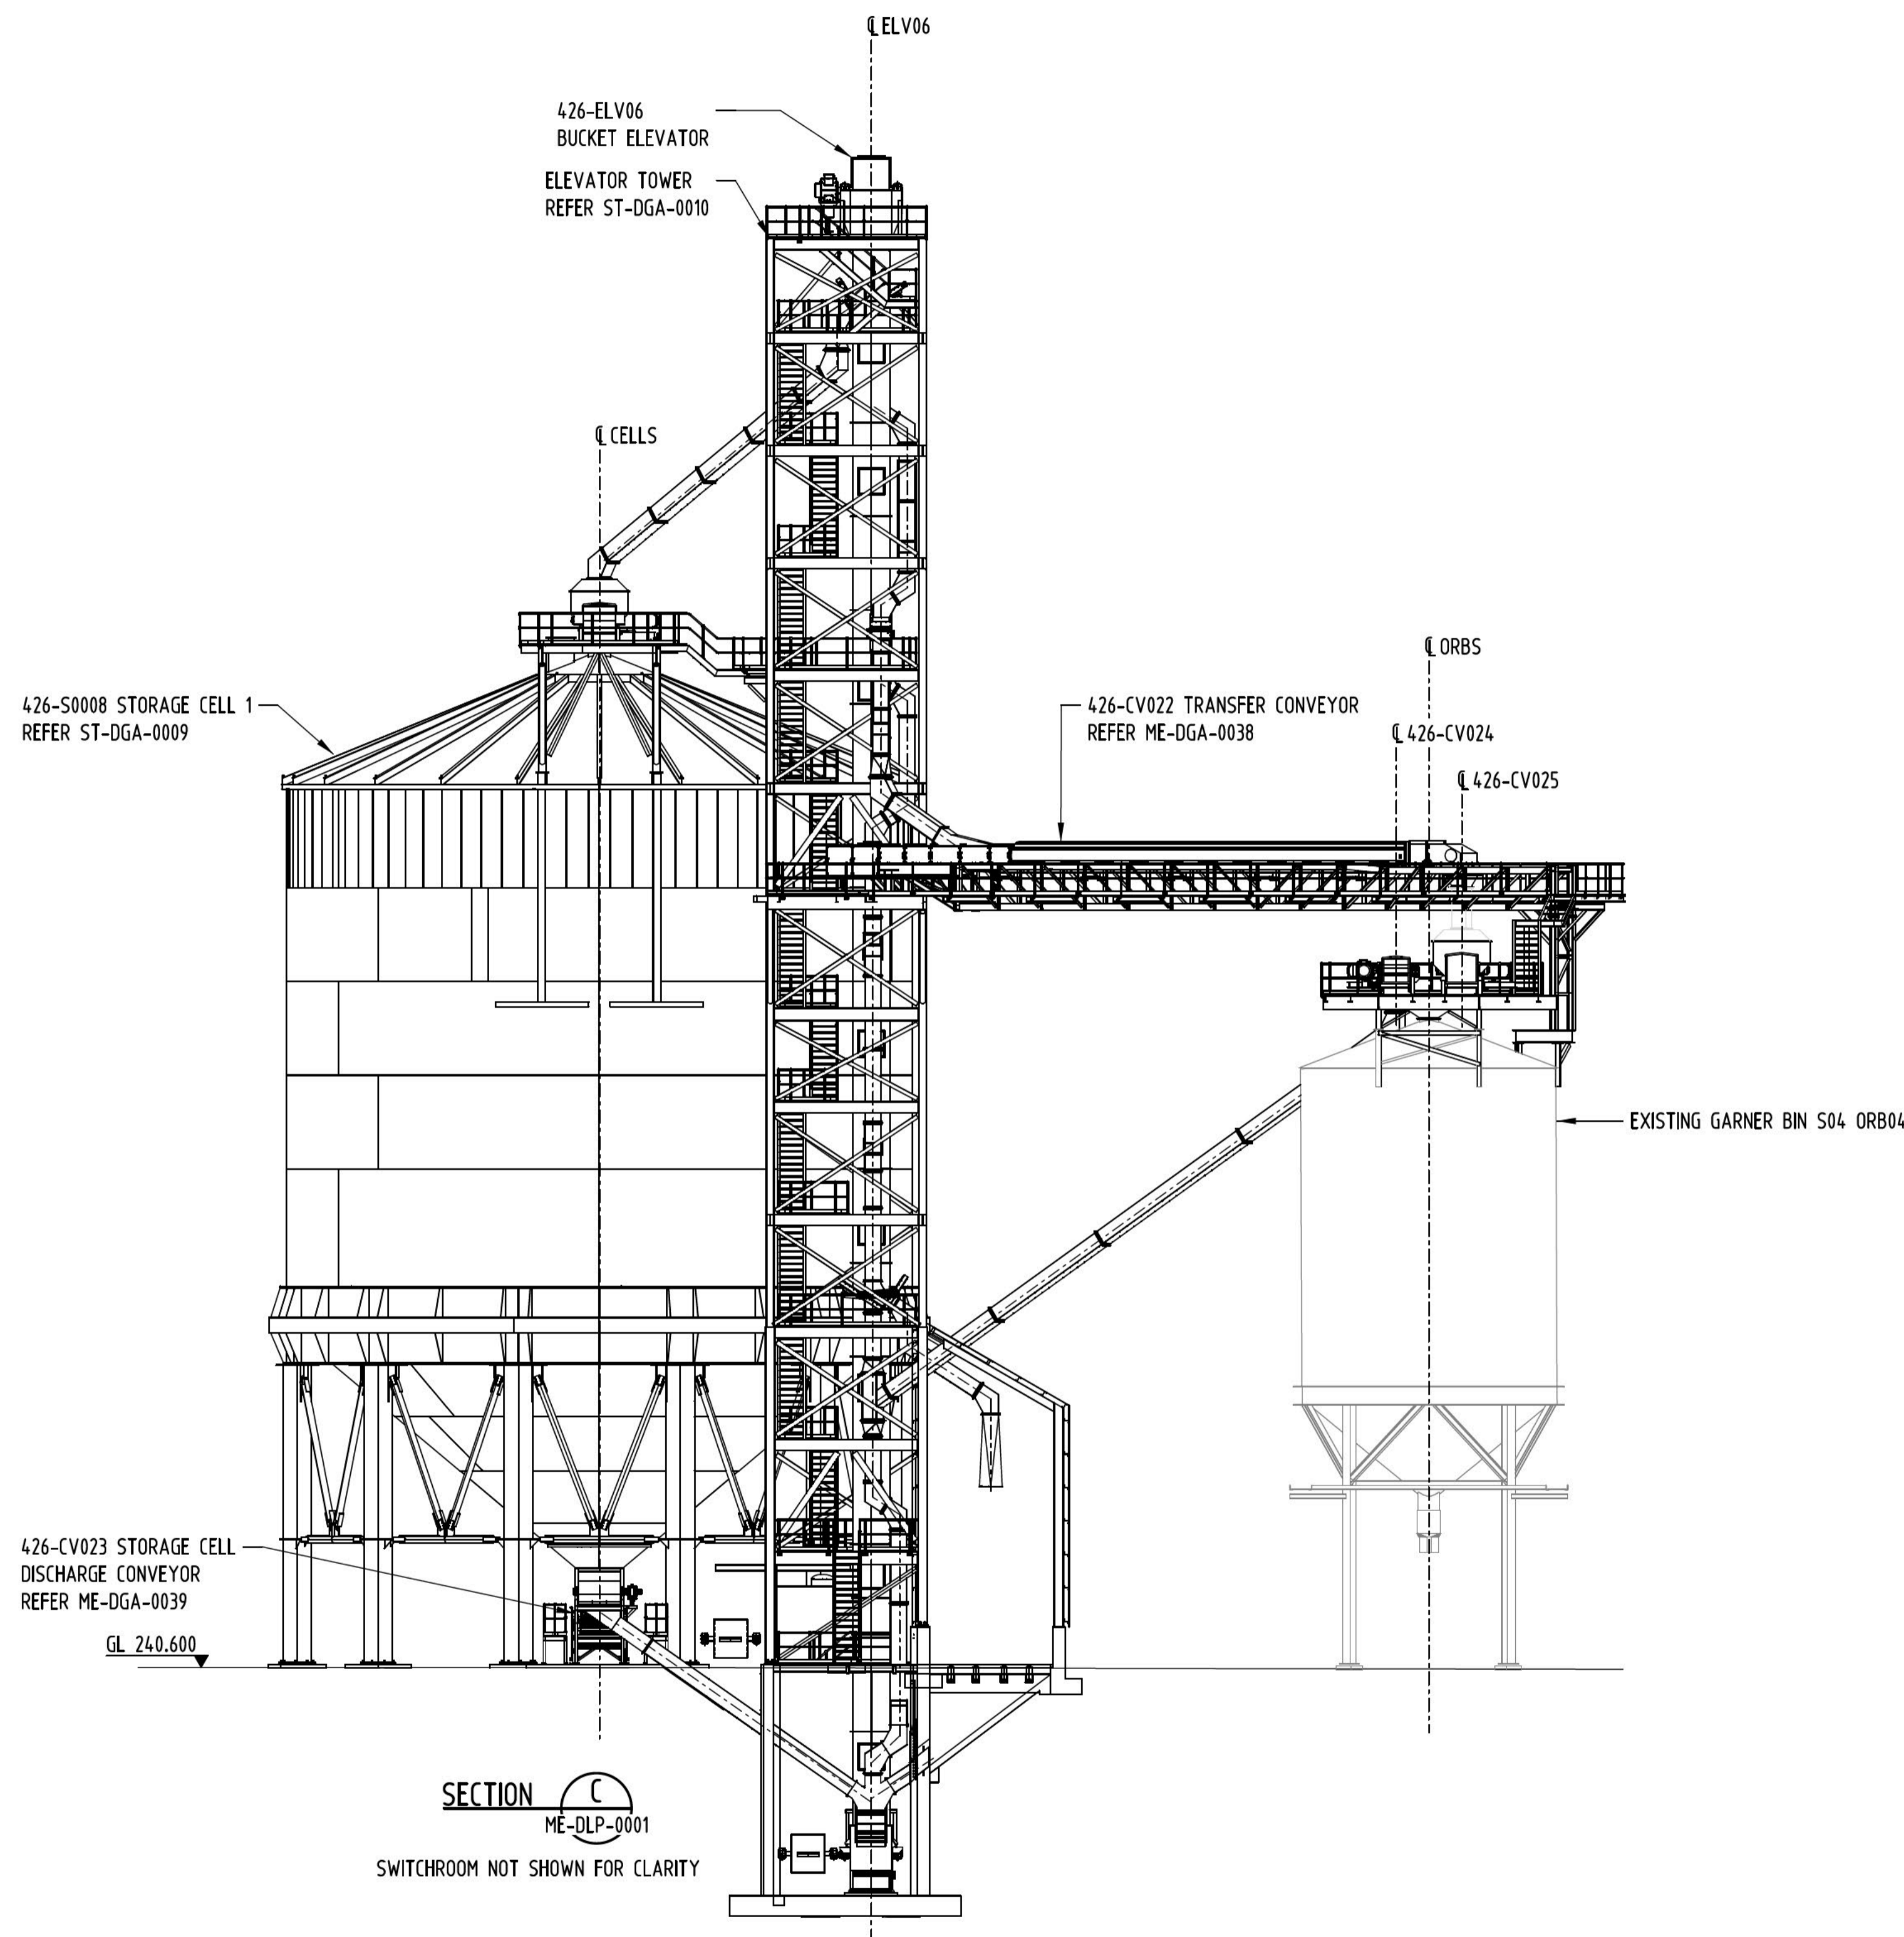 ℄ ELV06
426-ELV06
BUCKET ELEVATOR
ELEVATOR TOWER
REFER ST-DGA-0010
℄ CELLS
℄ ORBS
426-S0008 STORAGE CELL 1
REFER ST-DGA-0009
426-CV022 TRANSFER CONVEYOR
REFER ME-DGA-0038
℄ 426-CV024
℄ 426-CV025
EXISTING GARNER BIN S04 ORB04
426-CV023 STORAGE CELL
DISCHARGE CONVEYOR
REFER ME-DGA-0039
GL 240.600
SECTION C
ME-DLP-0001
SWITCHROOM NOT SHOWN FOR CLARITY